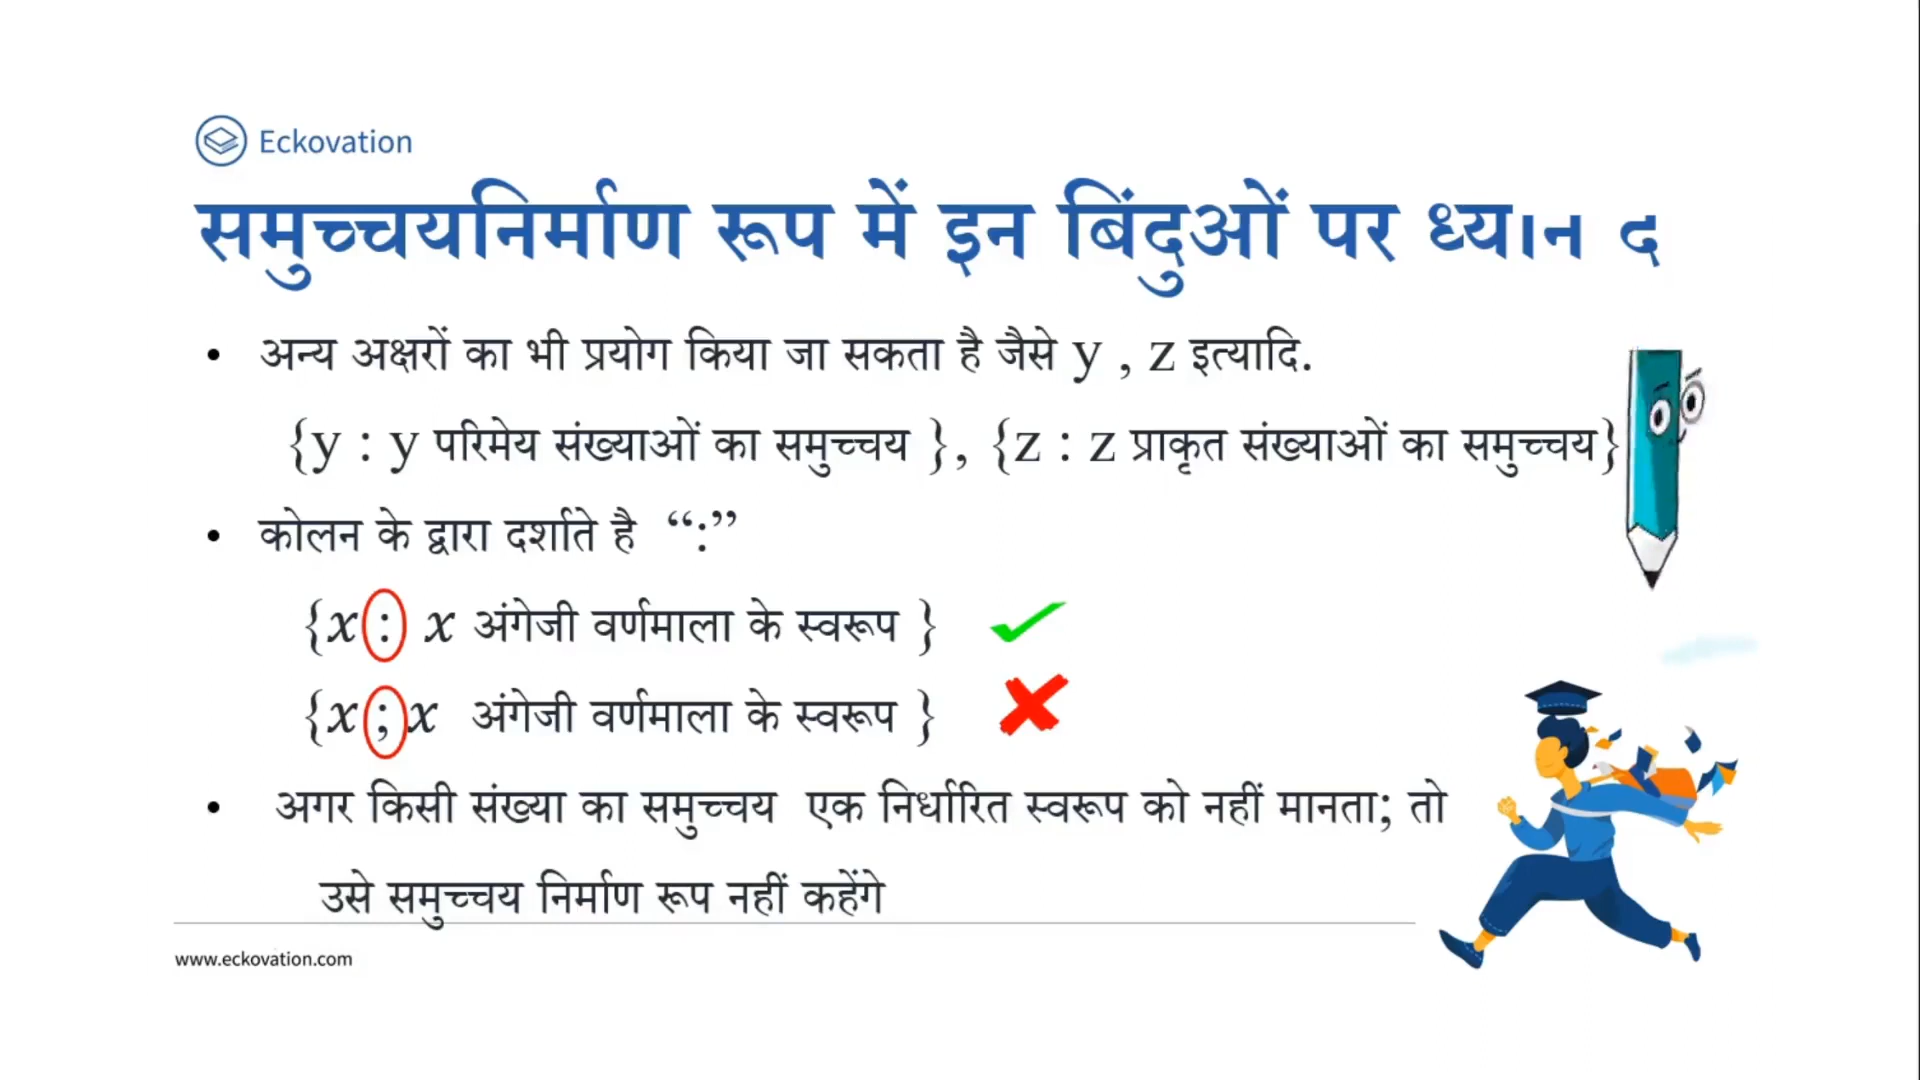 Eckovation
समुच्चयनिर्माण रूप में इन बिंदुओं पर ध्यान द
• अन्य अक्षरों का भी प्रयोग किया जा सकता है जैसे y , z इत्यादि.
{y : y परिमेय संख्याओं का समुच्चय }, {z : z प्राकृत संख्याओं का समुच्चय}
• कोलन के द्वारा दर्शाते है “:”
{x : x अंगेजी वर्णमाला के स्वरूप }
{x ; x अंगेजी वर्णमाला के स्वरूप }
• अगर किसी संख्या का समुच्चय एक निर्धारित स्वरूप को नहीं मानता; तो
उसे समुच्चय निर्माण रूप नहीं कहेंगे
www.eckovation.com